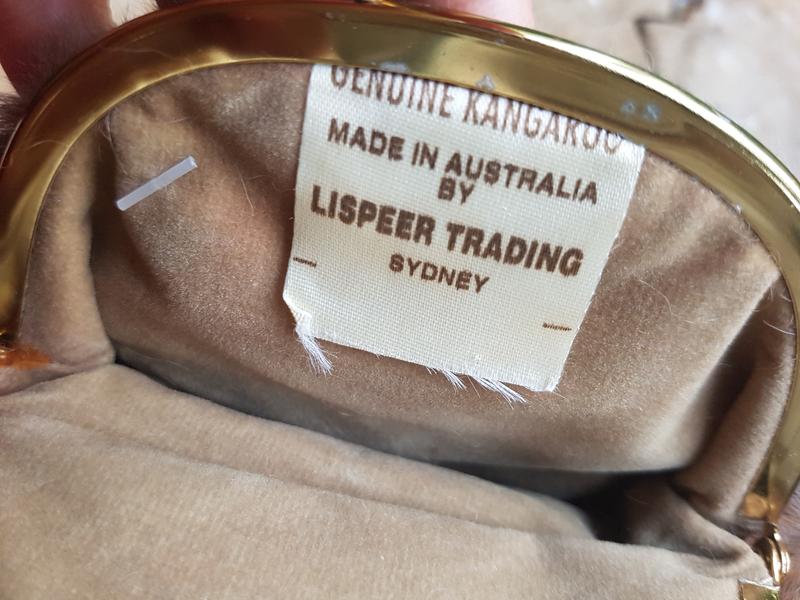 GENUINE KANGAROO
MADE IN AUSTRALIA
BY
LISPEER TRADING
SYDNEY